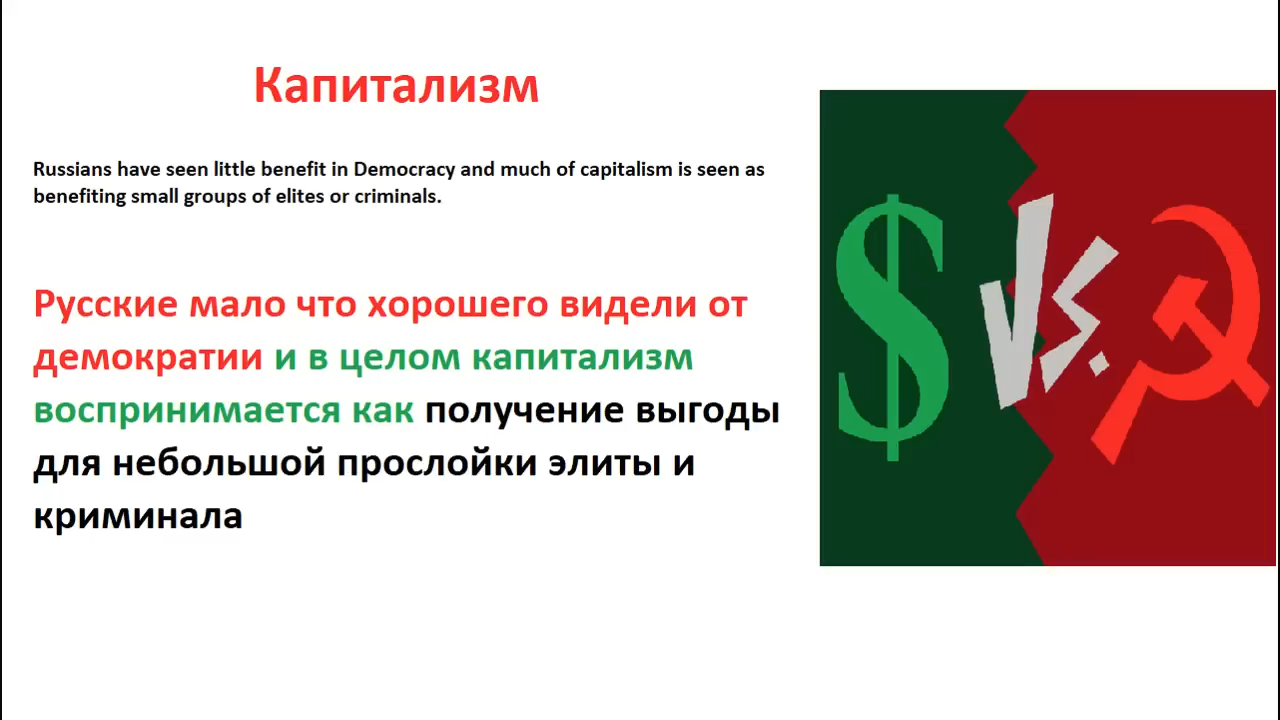 Капитализм
Russians have seen little benefit in Democracy and much of capitalism is seen as
benefiting small groups of elites or criminals.
Русские мало что хорошего видели от
демократии и в целом капитализм
воспринимается как получение выгоды
для небольшой прослойки элиты и
криминала
$ VS.